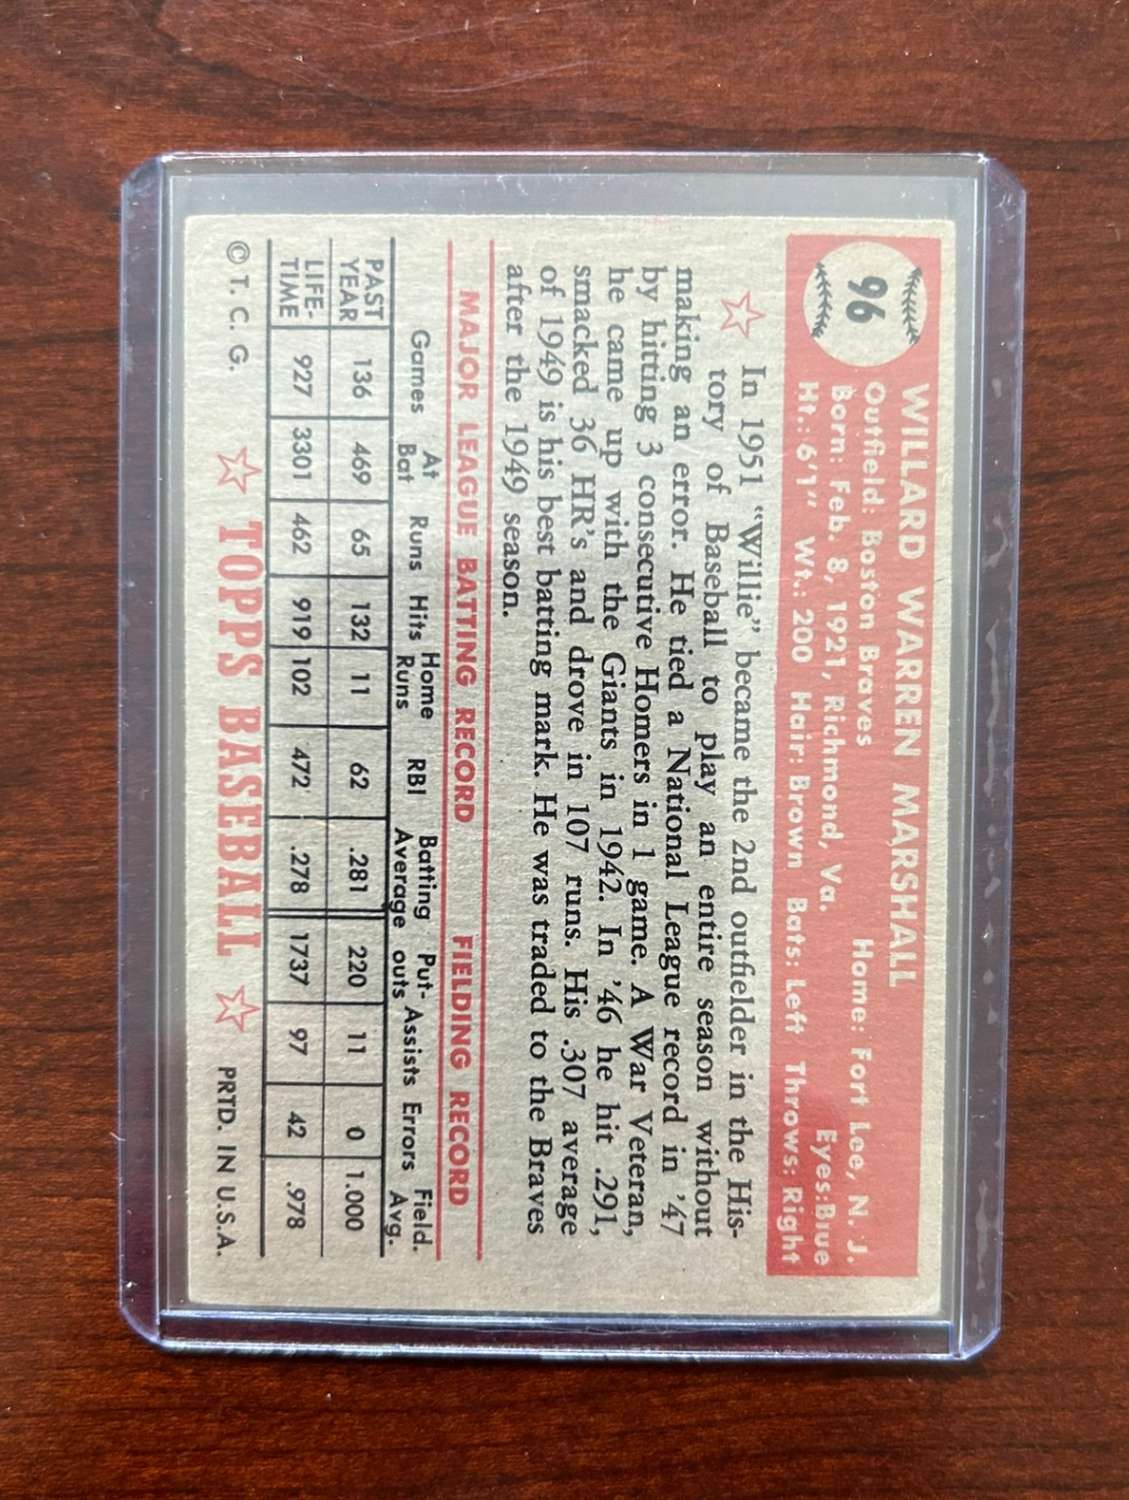 96
WILLARD WARREN MARSHALL
Outfield: Boston Braves Home: Fort Lee, N. J.
Born: Feb. 8, 1921, Richmond, Va. Eyes:Blue
Ht.: 6'1" Wt.: 200 Hair: Brown Bats: Left Throws: Right
In 1951 "Willie" became the 2nd outfielder in the His-
tory of Baseball to play an entire season without
making an error. He tied a National League record in '47
by hitting 3 consecutive Homers in 1 game. A War Veteran,
he came up with the Giants in 1942. In '46 he hit .291,
smacked 36 HR's and drove in 107 runs. His .307 average
of 1949 is his best batting mark. He was traded to the Braves
after the 1949 season.
MAJOR LEAGUE BATTING RECORD FIELDING RECORD
Games At Bat Runs Hits Home Runs RBI Batting Average Put-outs Assists Errors Field. Avg.
PAST YEAR 136 469 65 132 11 62 .281 220 11 0 1.000
LIFE-TIME 927 3301 462 919 102 472 .278 1737 97 42 .978
© T. C. G. TOPPS BASEBALL PRTD. IN U.S.A.